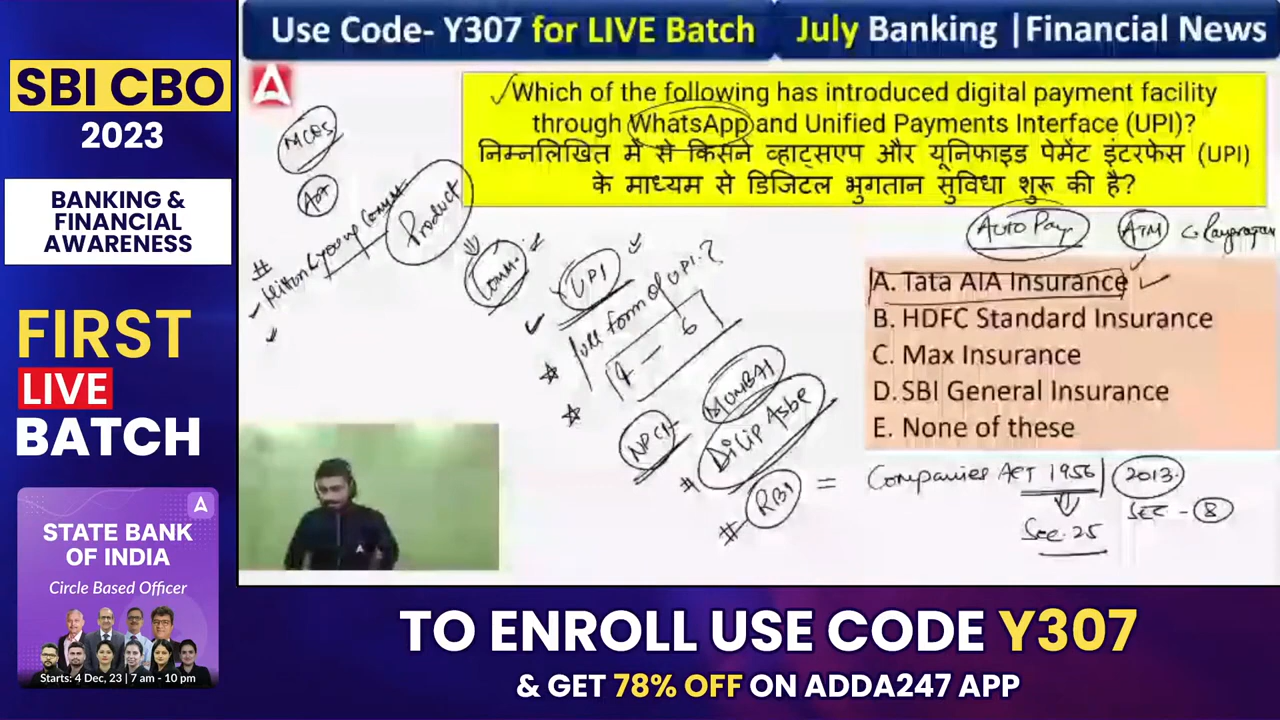 Use Code- Y307 for LIVE Batch
July Banking |Financial News
SBI CBO
2023
BANKING &
FINANCIAL
AWARENESS
FIRST
LIVE
BATCH
STATE BANK
OF INDIA
Circle Based Officer
Starts: 4 Dec, 23 | 7 am - 10 pm
Which of the following has introduced digital payment facility
through WhatsApp and Unified Payments Interface (UPI)?
निम्नलिखित में से किसने व्हाट्सएप और यूनिफाइड पेमेंट इंटरफेस (UPI)
के माध्यम से डिजिटल भुगतान सुविधा शुरू की है?
MCQs
Product
Comm.
UPI
full form of UPI.?
4 - 6
NPCI
MUMBAI
Dilip Asbe
# RBI = Companies Act 1956 | 2013.
Sec. 25
SEC - 8
Auto Pay
ATM
A. Tata AIA Insurance
B. HDFC Standard Insurance
C. Max Insurance
D. SBI General Insurance
E. None of these
TO ENROLL USE CODE Y307
& GET 78% OFF ON ADDA247 APP